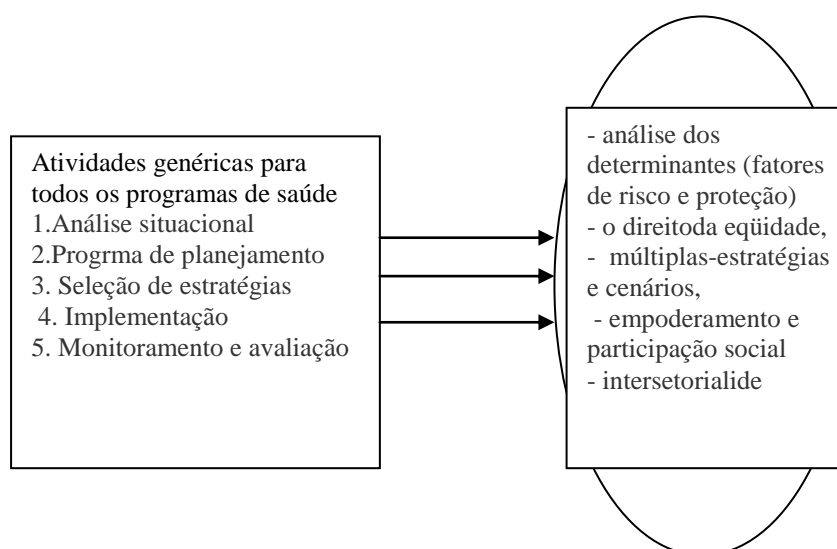 Atividades genéricas para
todos os programas de saúde
1.Análise situacional
2.Progrma de planejamento
3. Seleção de estratégias
4. Implementação
5. Monitoramento e avaliação
- análise dos
determinantes (fatores
de risco e proteção)
- o direitoda eqüidade,
- múltiplas-estratégias
e cenários,
- empoderamento e
participação social
- intersetorialide